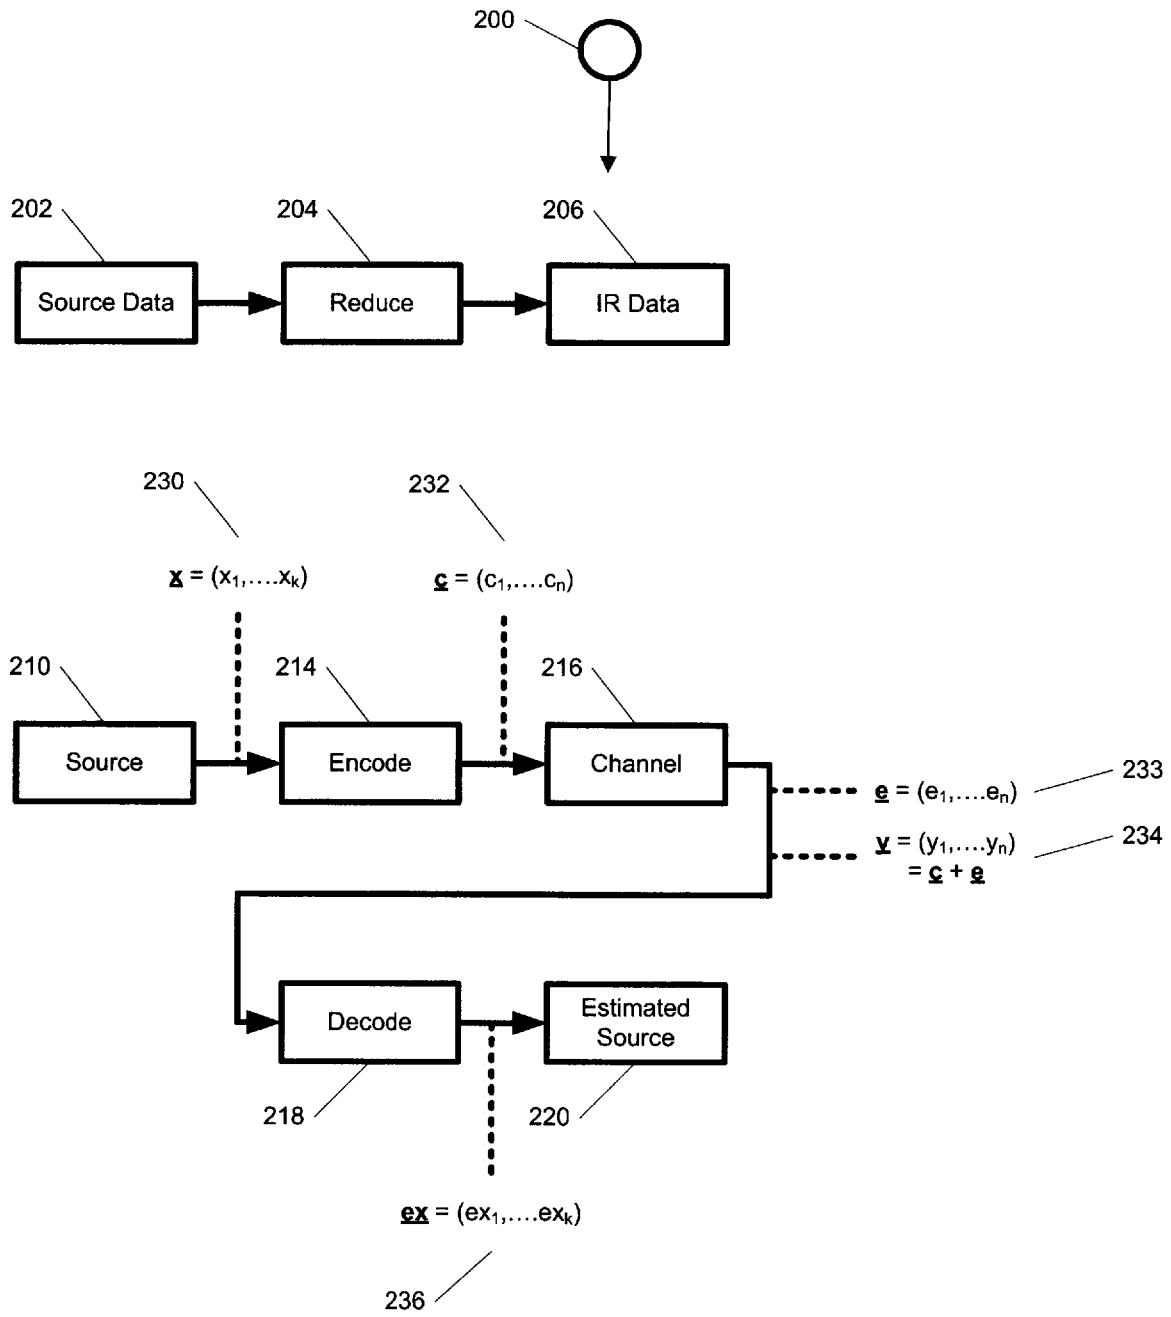 200
202
204
206
Source Data
Reduce
IR Data
230
232
x = (x1,....xk)
c = (c1,....cn)
210
214
216
Source
Encode
Channel
e = (e1,....en)
233
y = (y1,....yn)
234
= c + e
Decode
Estimated
Source
218
220
ex = (ex1,....exk)
236